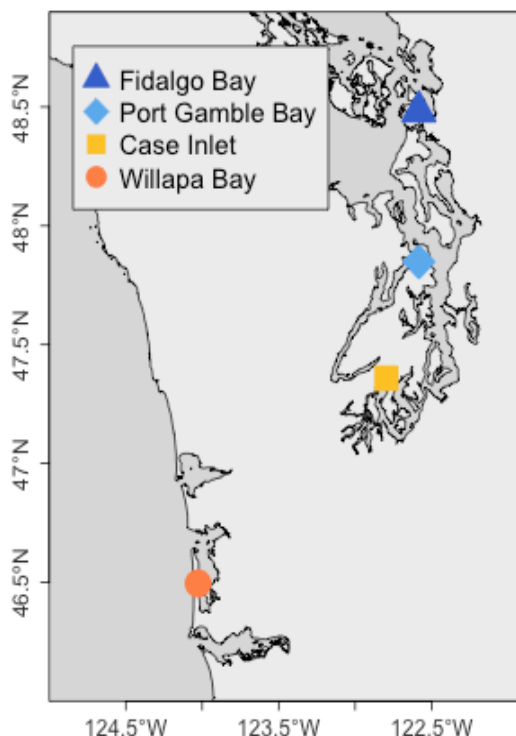 Fidalgo Bay
Port Gamble Bay
Case Inlet
Willapa Bay
48.5°N
48°N
47.5°N
47°N
46.5°N
124.5°W
123.5°W
122.5°W